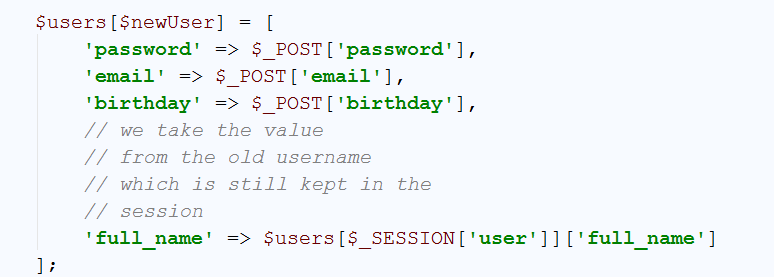 $users[$newUser] = [
'password' => $_POST['password'],
'email' => $_POST['email'],
'birthday' => $_POST['birthday'],
// we take the value
// from the old username
// which is still kept in the
// session
'full_name' => $users[$_SESSION['user']]['full_name']
];